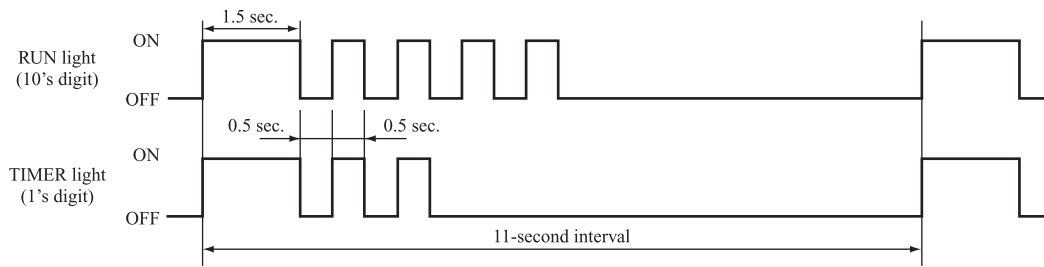 1.5 sec.
ON
RUN light
(10's digit)
OFF
0.5 sec.
0.5 sec.
ON
TIMER light
(1's digit)
OFF
11-second interval